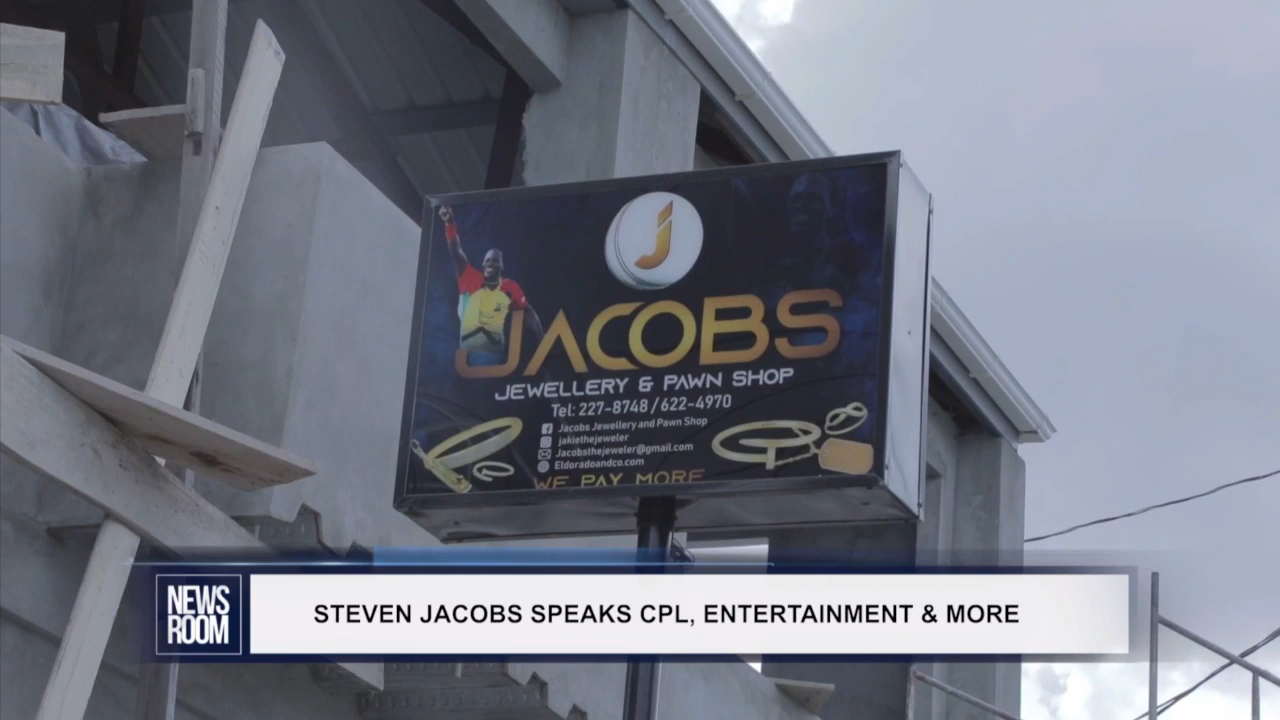 J
JACOBS
JEWELLERY & PAWN SHOP
Tel: 227-8748 / 622-4970
Jacobs Jewellery and Pawn Shop
jakiethejeweler
Jacobsthejeweler@gmail.com
Eldoradoandco.com
WE PAY MORE
NEWS
ROOM
STEVEN JACOBS SPEAKS CPL, ENTERTAINMENT & MORE